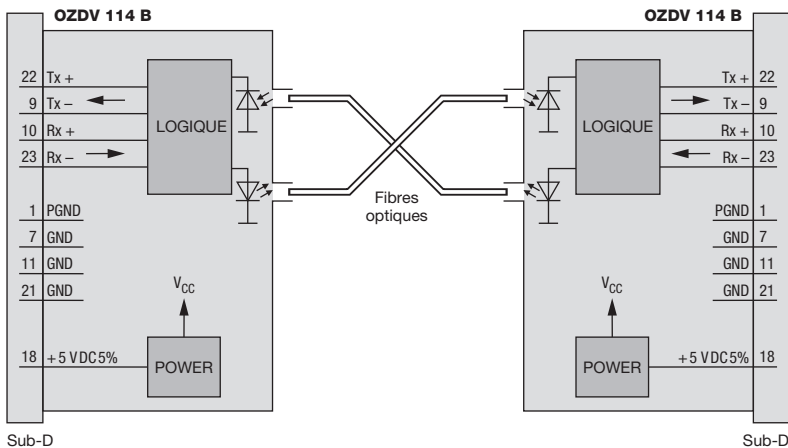 OZDV 114 B
22 Tx +
9 Tx –
10 Rx +
23 Rx –
1 PGND
7 GND
11 GND
21 GND
18 +5 VDC5%
LOGIQUE
VCC
POWER
Sub-D
Fibres
optiques
OZDV 114 B
LOGIQUE
Tx + 22
Tx – 9
Rx + 10
Rx – 23
PGND 1
GND 7
GND 11
GND 21
VCC
POWER
+5 VDC5% 18
Sub-D